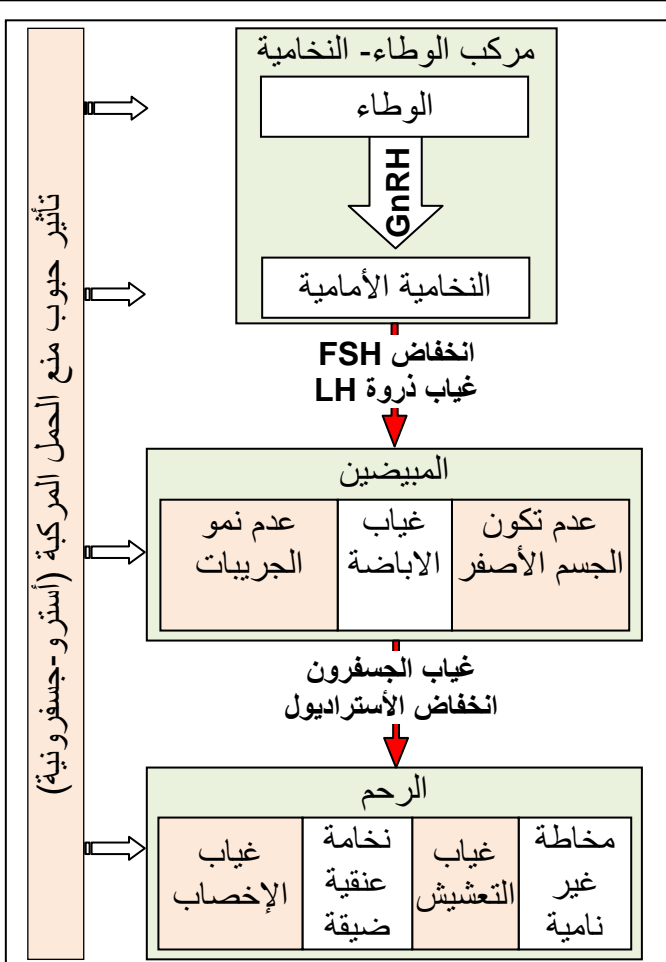 تأثير حبوب منع الحمل المركبة (أسترو-جسفرونية)
مركب الوطاء- النخامية
الوطاء
GnRH
النخامية الأمامية
انخفاض FSH
غياب ذروة LH
المبيضين
عدم تكون
الجسم الأصفر
غياب
الاباضة
عدم نمو
الجريبات
غياب الجسفرون
انخفاض الأستراديول
الرحم
مخاطة
غير
نامية
غياب
التعشيش
نخامة
عنقية
ضيقة
غياب
الإخصاب